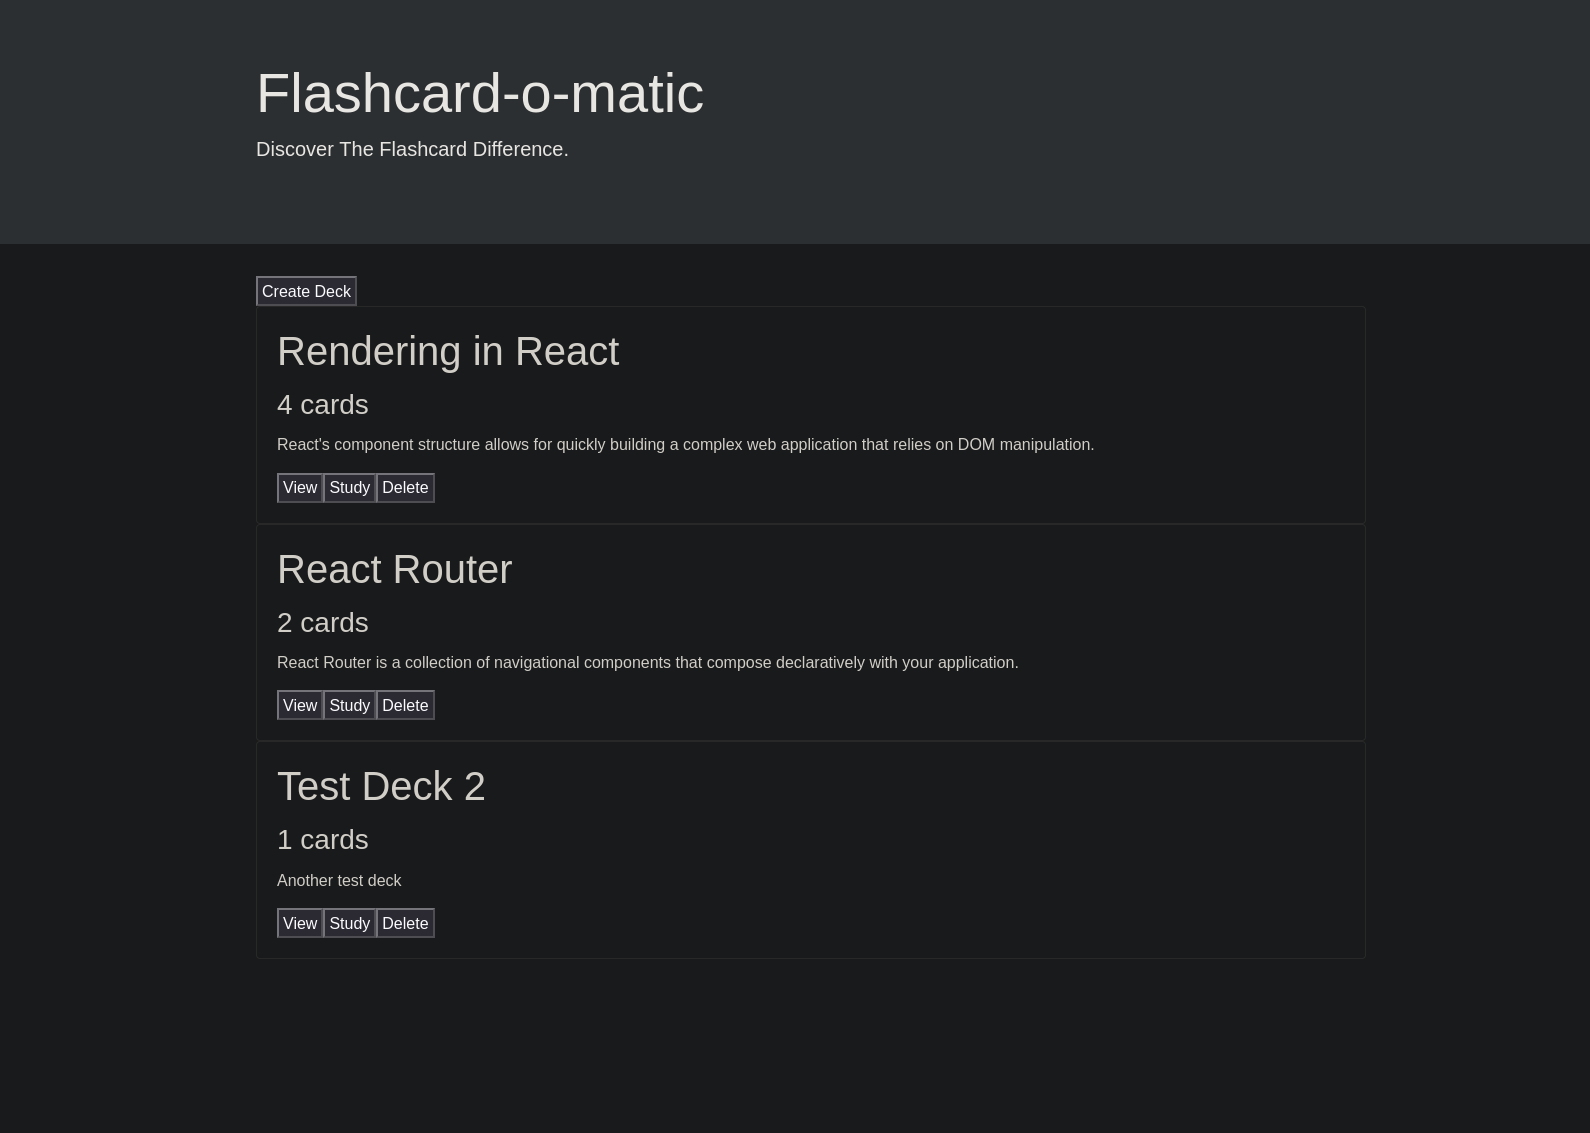 Flashcard-o-matic
Discover The Flashcard Difference.
Create Deck
Rendering in React
4 cards
React's component structure allows for quickly building a complex web application that relies on DOM manipulation.
View Study Delete
React Router
2 cards
React Router is a collection of navigational components that compose declaratively with your application.
View Study Delete
Test Deck 2
1 cards
Another test deck
View Study Delete